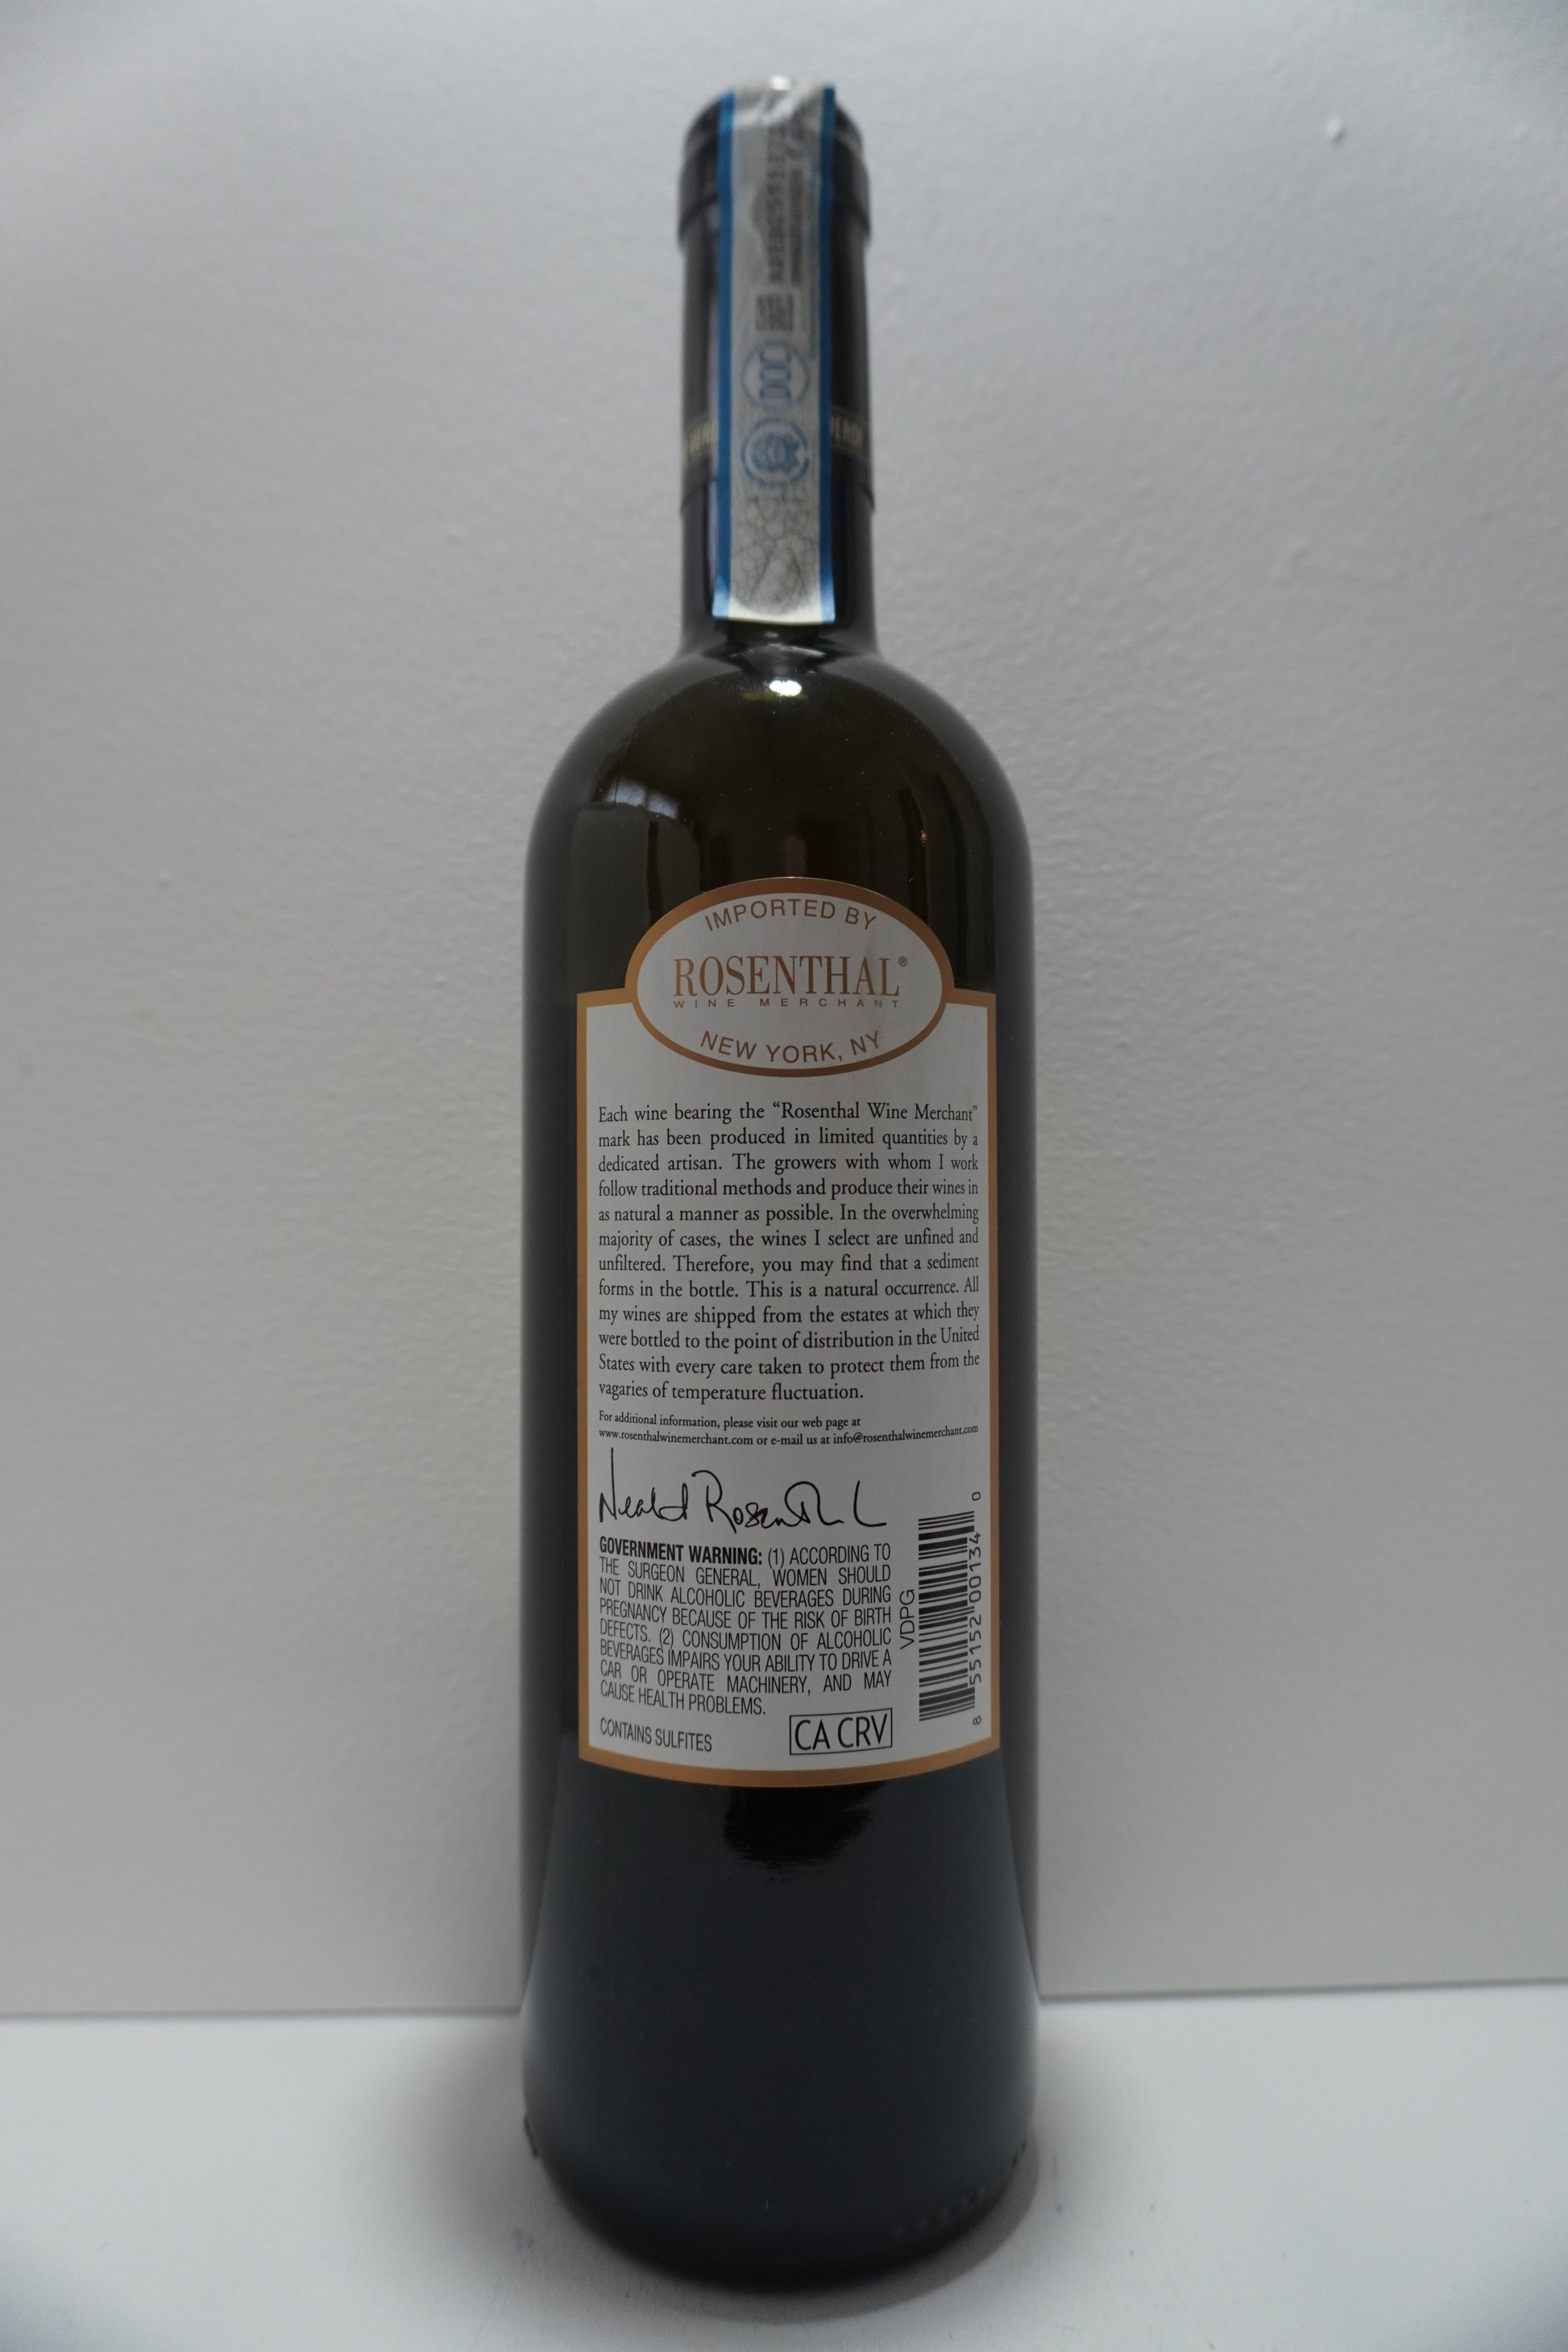 DOC
IMPORTED BY
ROSENTHAL®
WINE MERCHANT
NEW YORK, NY
Each wine bearing the “Rosenthal Wine Merchant”
mark has been produced in limited quantities by a
dedicated artisan. The growers with whom I work
follow traditional methods and produce their wines in
as natural a manner as possible. In the overwhelming
majority of cases, the wines I select are unfined and
unfiltered. Therefore, you may find that a sediment
forms in the bottle. This is a natural occurrence. All
my wines are shipped from the estates at which they
were bottled to the point of distribution in the United
States with every care taken to protect them from the
vagaries of temperature fluctuation.
For additional information, please visit our web page at
www.rosenthalwinemerchant.com or e-mail us at info@rosenthalwinemerchant.com
Neal Rosenthal
GOVERNMENT WARNING: (1) ACCORDING TO
THE SURGEON GENERAL, WOMEN SHOULD
NOT DRINK ALCOHOLIC BEVERAGES DURING
PREGNANCY BECAUSE OF THE RISK OF BIRTH
DEFECTS. (2) CONSUMPTION OF ALCOHOLIC
BEVERAGES IMPAIRS YOUR ABILITY TO DRIVE A
CAR OR OPERATE MACHINERY, AND MAY
CAUSE HEALTH PROBLEMS.
CONTAINS SULFITES
CA CRV
VDPG
8 55152 00134 0